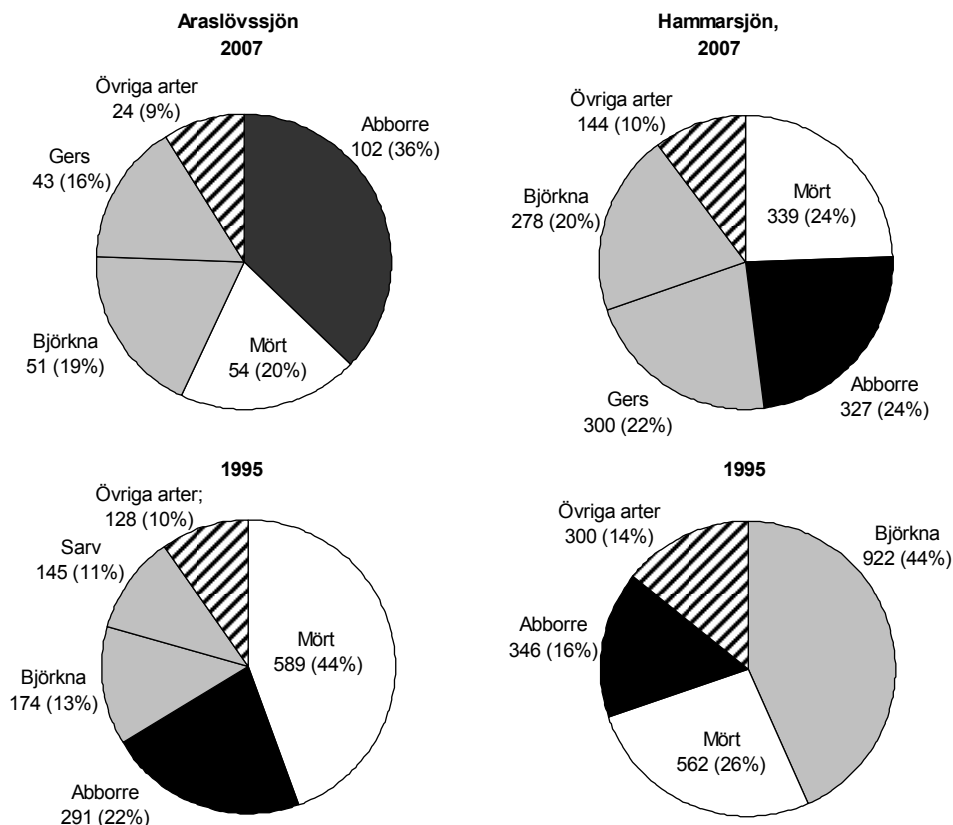 Araslövssjön
2007
Övriga arter
24 (9%)
Abborre
102 (36%)
Gers
43 (16%)
Björkna
51 (19%)
Mört
54 (20%)
Hammarsjön,
2007
Övriga arter
144 (10%)
Mört
339 (24%)
Björkna
278 (20%)
Gers
300 (22%)
Abborre
327 (24%)
1995
Övriga arter;
128 (10%)
Sarv
145 (11%)
Mört
589 (44%)
Björkna
174 (13%)
Abborre
291 (22%)
1995
Övriga arter
300 (14%)
Björkna
922 (44%)
Abborre
346 (16%)
Mört
562 (26%)